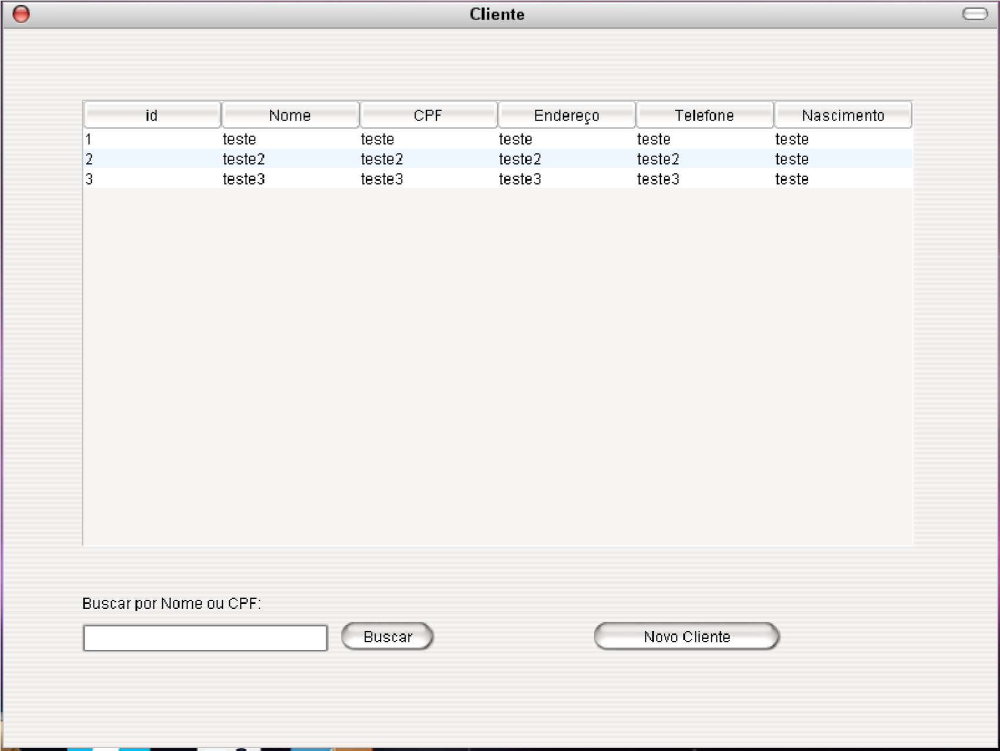 Cliente
id Nome CPF Endereço Telefone Nascimento
1 teste teste teste teste teste
2 teste2 teste2 teste2 teste2 teste
3 teste3 teste3 teste3 teste3 teste
Buscar por Nome ou CPF:
Buscar Novo Cliente